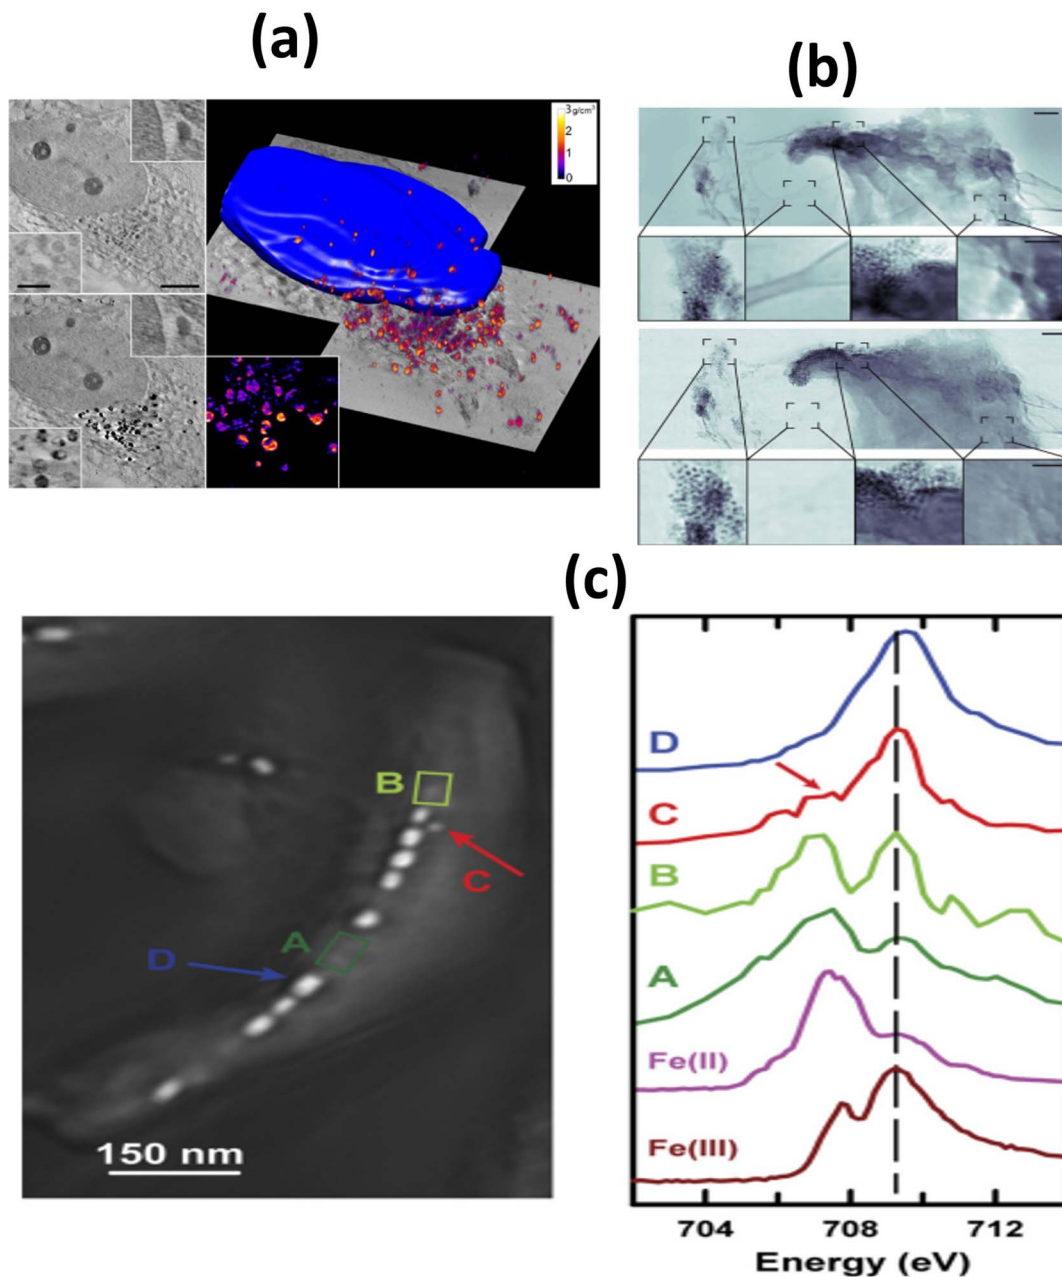 (a)
(b)
3 g/cm³
2
1
0
(c)
B
C
A
D
150 nm
D
C
B
A
Fe(II)
Fe(III)
704
708
712
Energy (eV)